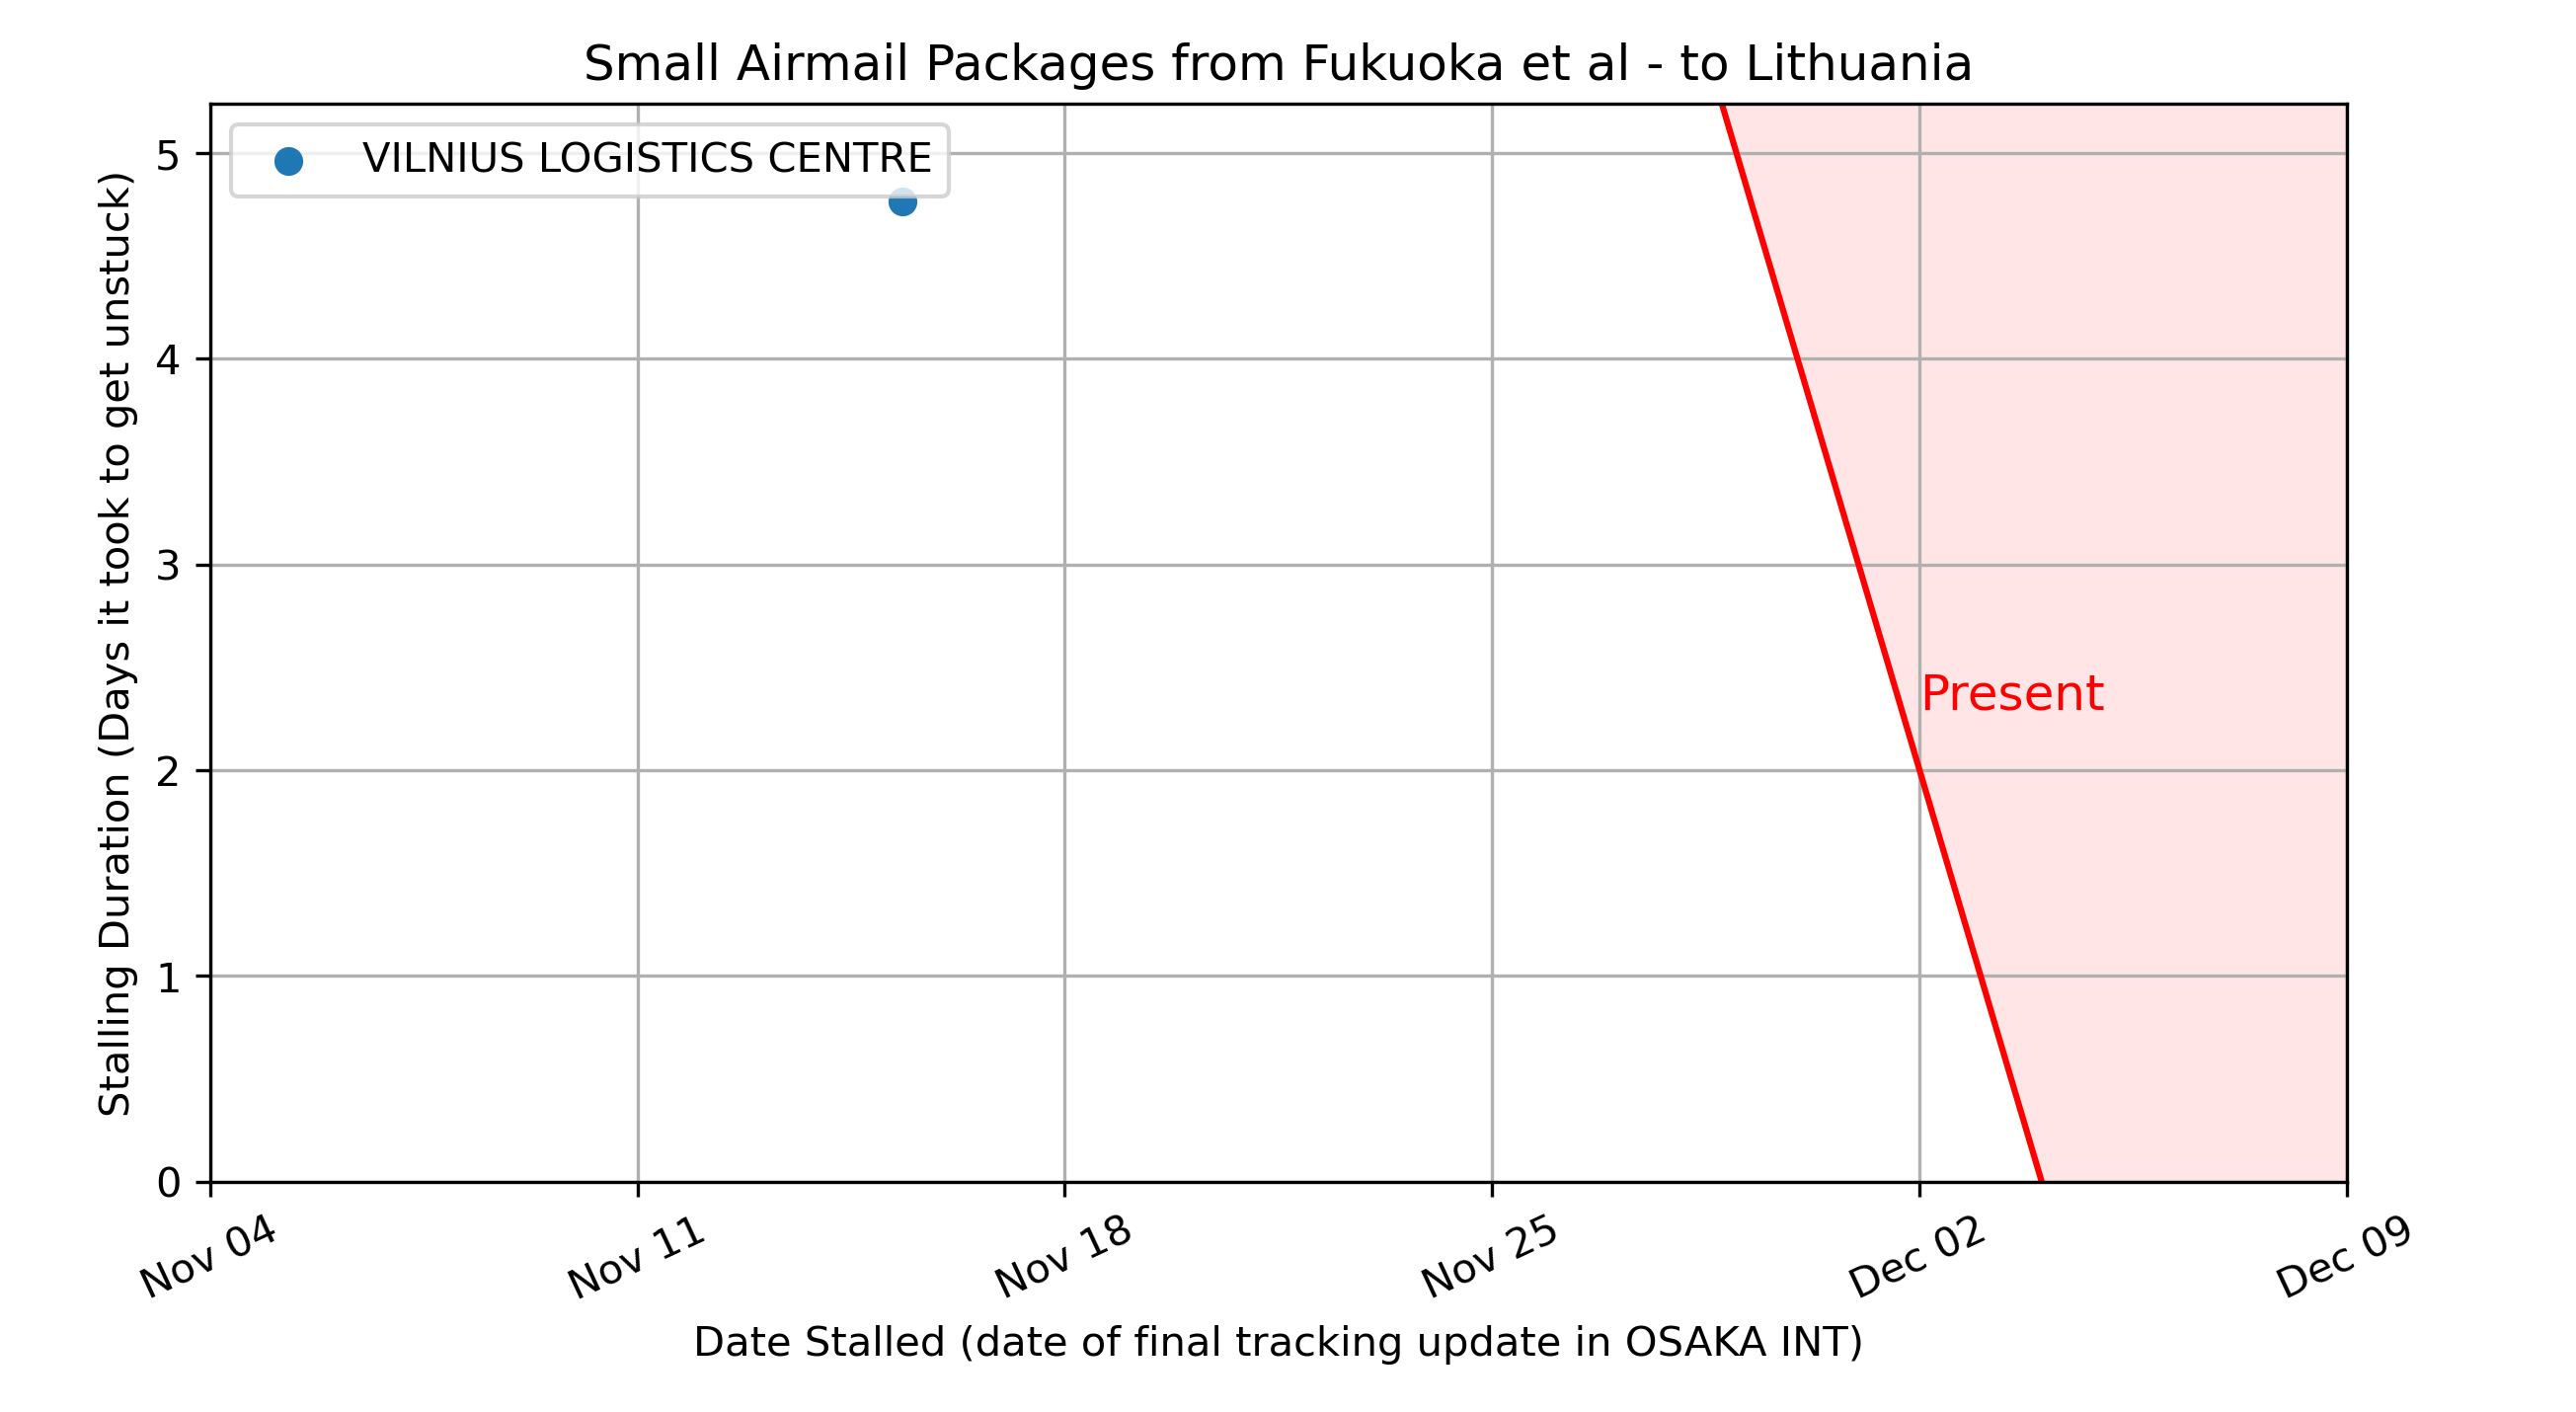 Small Airmail Packages from Fukuoka et al - to Lithuania
VILNIUS LOGISTICS CENTRE
Stalling Duration (Days it took to get unstuck)
5
4
3
2
1
0
Present
Nov 04
Nov 11
Nov 18
Nov 25
Dec 02
Dec 09
Date Stalled (date of final tracking update in OSAKA INT)